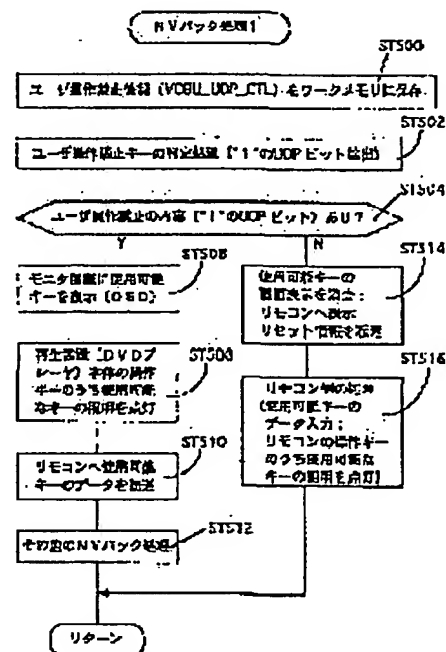 NVパック処理1
ST500
ユーザ操作禁止情報 (VOBU_UOP_CTL) をワークメモリに保存
ST502
ユーザ操作禁止キーの判定処理 ("1"のUOPビット検出)
ST504
ユーザ操作禁止の内容 ("1"のUOPビット) あり?
Y
N
ST506
モニタ画面に使用可能
キーを表示 (OSD)
ST508
再生装置 (DVDプ
レーヤ) 本体の操作
キーのうち使用可能
なキーの照明を点灯
ST510
リモコンへ使用可能
キーのデータを転送
ST512
その他のNVパック処理
ST514
使用可能キーの
画面表示を消去;
リモコンへ表示
リセット情報を転送
ST516
リモコン側の処理
(使用可能キーの
データ入力;
リモコンの操作キー
のうち使用可能な
キーの照明を点灯)
リターン